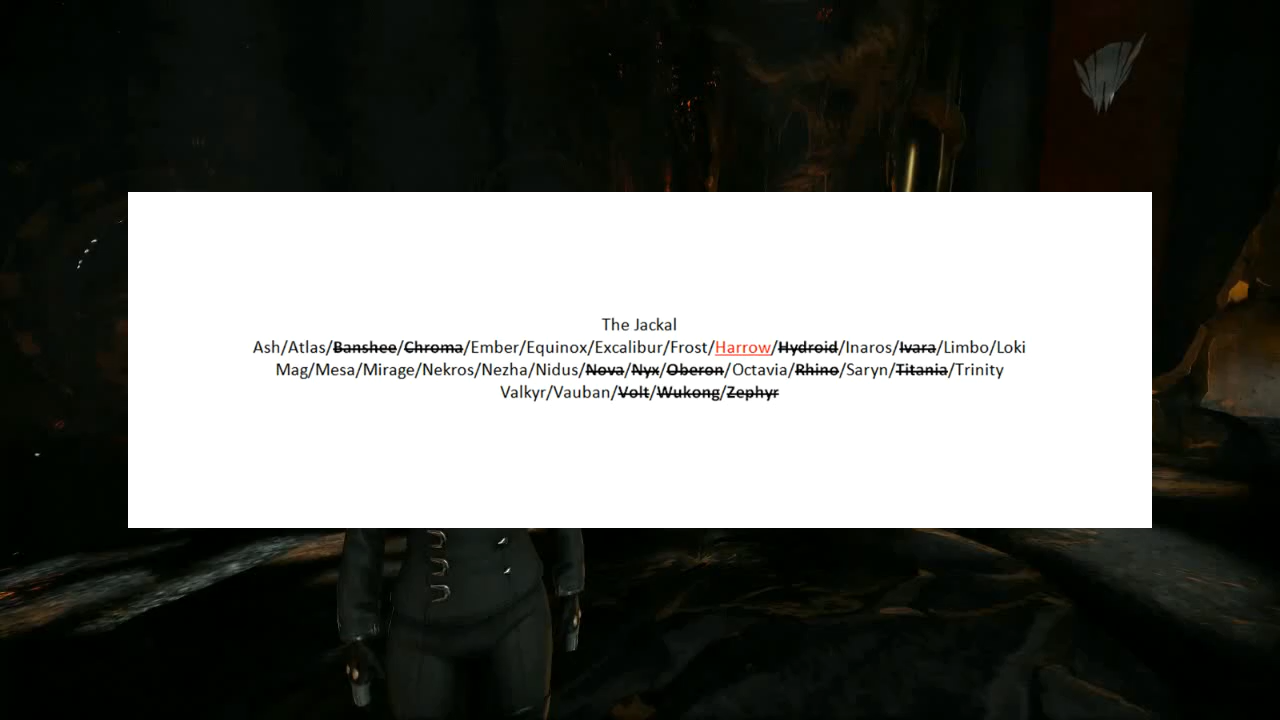 The Jackal
Ash/Atlas/Banshee/Chroma/Ember/Equinox/Excalibur/Frost/Harrow/Hydroid/Inaros/Ivara/Limbo/Loki
Mag/Mesa/Mirage/Nekros/Nezha/Nidus/Nova/Nyx/Oberon/Octavia/Rhino/Saryn/Titania/Trinity
Valkyr/Vauban/Volt/Wukong/Zephyr